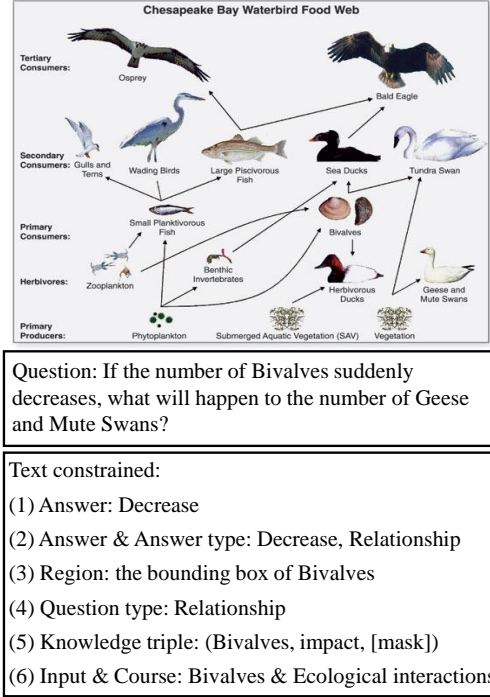 Chesapeake Bay Waterbird Food Web
Tertiary
Consumers:
Osprey
Bald Eagle
Secondary
Consumers:
Gulls and
Terns
Wading Birds
Large Piscivorous
Fish
Sea Ducks
Tundra Swan
Primary
Consumers:
Small Planktivorous
Fish
Bivalves
Herbivores:
Zooplankton
Benthic
Invertebrates
Herbivorous
Ducks
Geese and
Mute Swans
Primary
Producers:
Phytoplankton
Submerged Aquatic Vegetation (SAV)
Vegetation
Question: If the number of Bivalves suddenly
decreases, what will happen to the number of Geese
and Mute Swans?
Text constrained:
(1) Answer: Decrease
(2) Answer & Answer type: Decrease, Relationship
(3) Region: the bounding box of Bivalves
(4) Question type: Relationship
(5) Knowledge triple: (Bivalves, impact, [mask])
(6) Input & Course: Bivalves & Ecological interactions